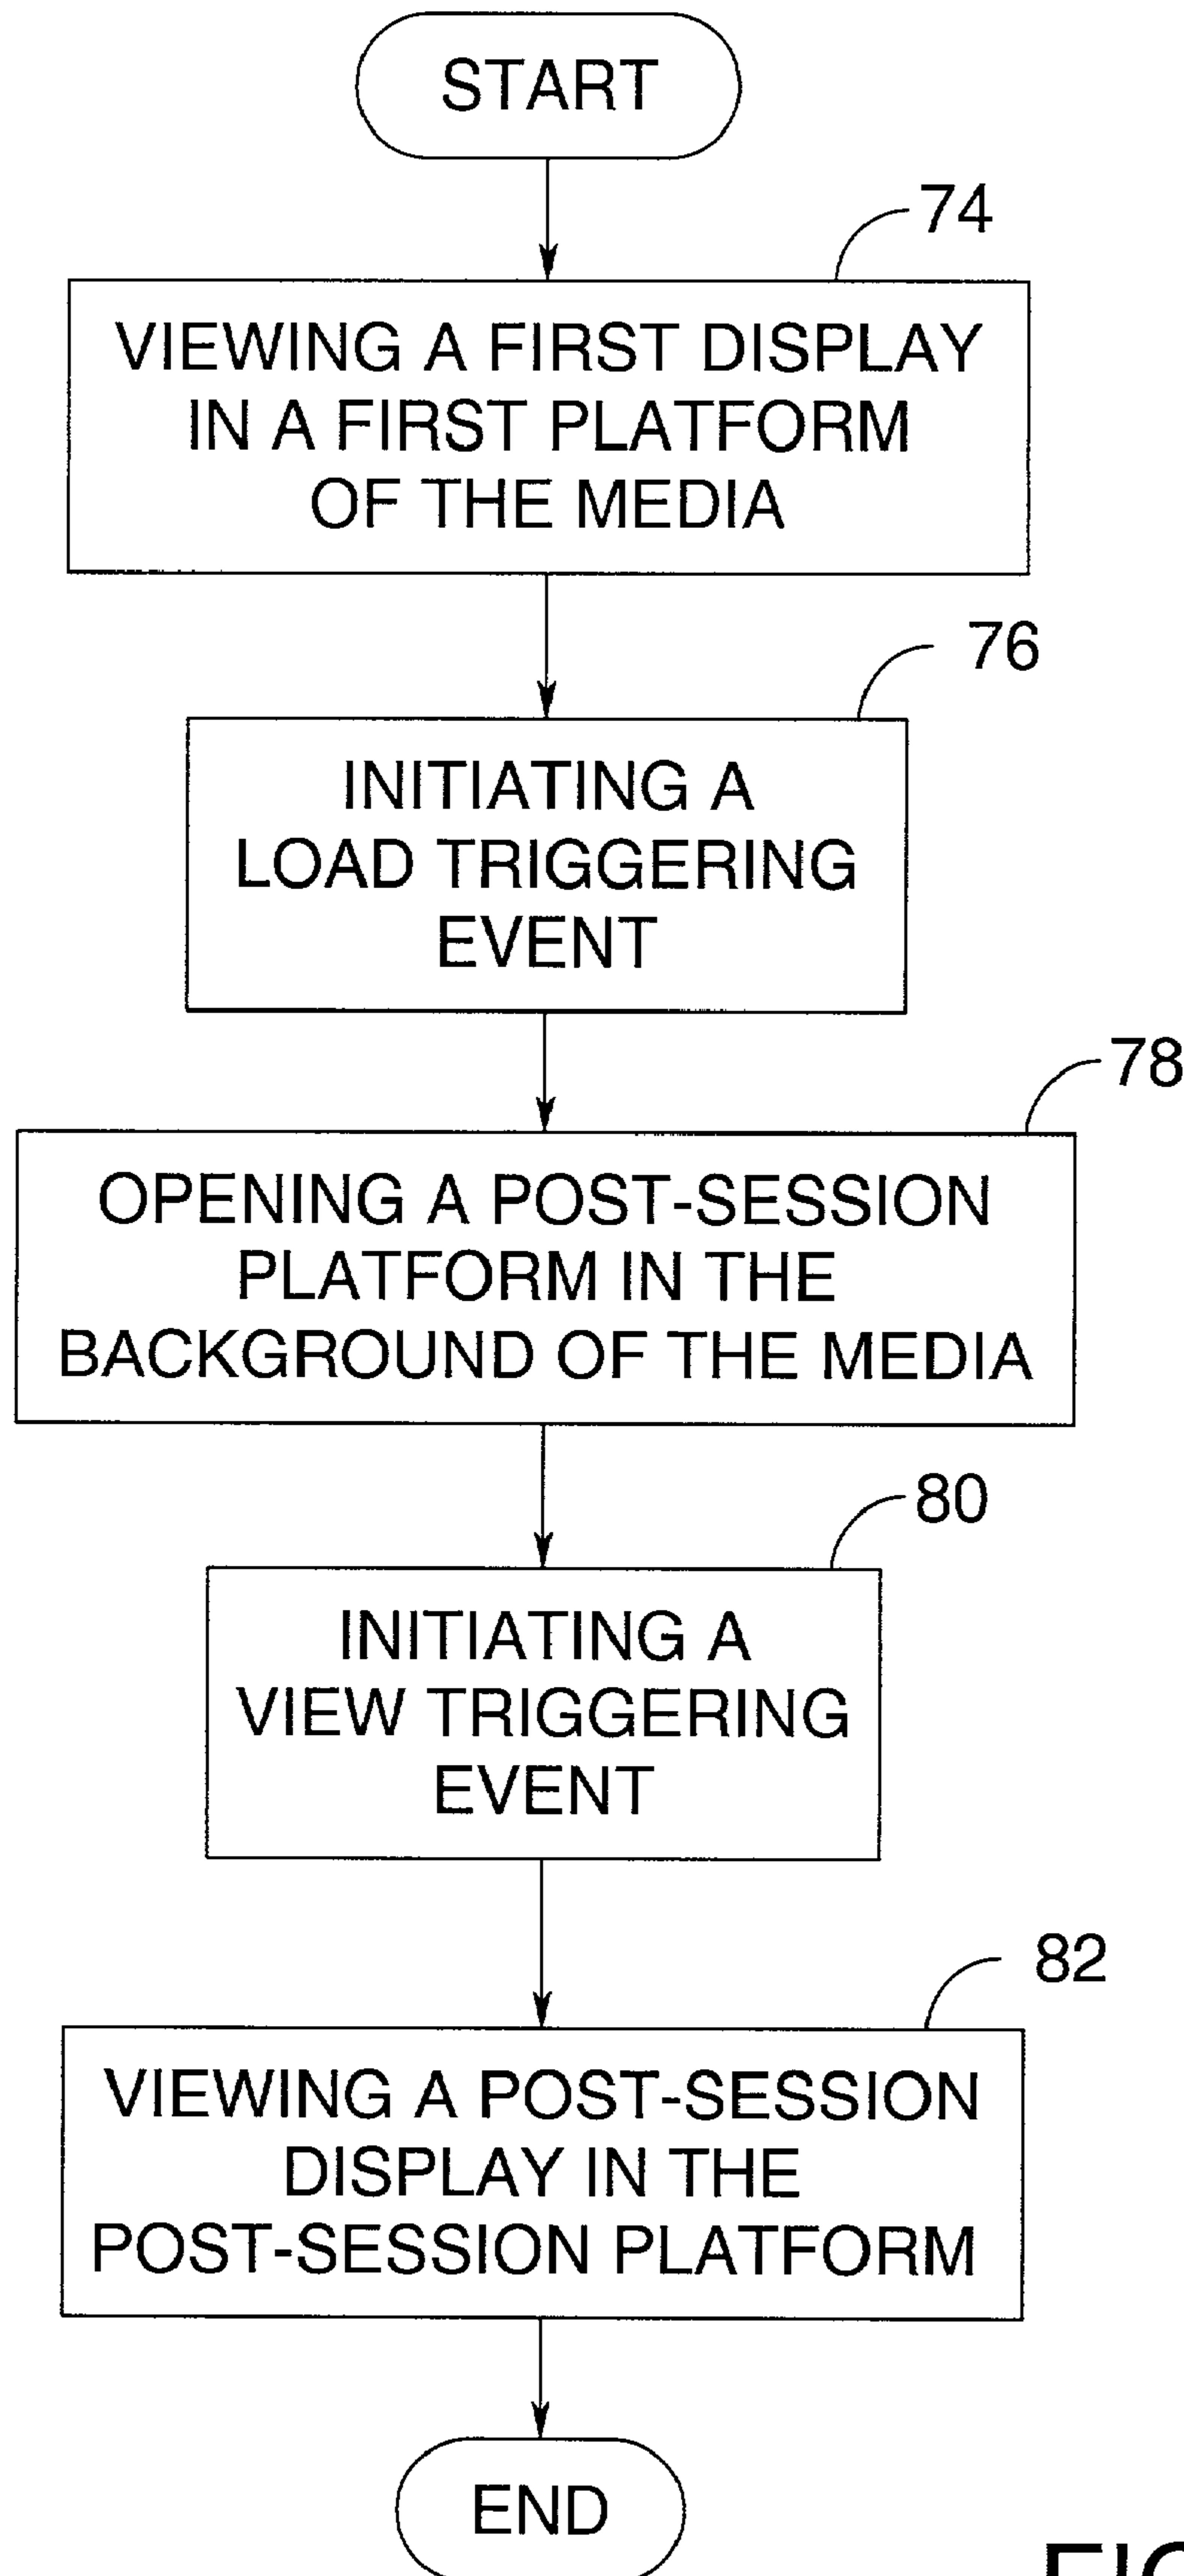 START
74
VIEWING A FIRST DISPLAY
IN A FIRST PLATFORM
OF THE MEDIA
76
INITIATING A
LOAD TRIGGERING
EVENT
78
OPENING A POST-SESSION
PLATFORM IN THE
BACKGROUND OF THE MEDIA
80
INITIATING A
VIEW TRIGGERING
EVENT
82
VIEWING A POST-SESSION
DISPLAY IN THE
POST-SESSION PLATFORM
END